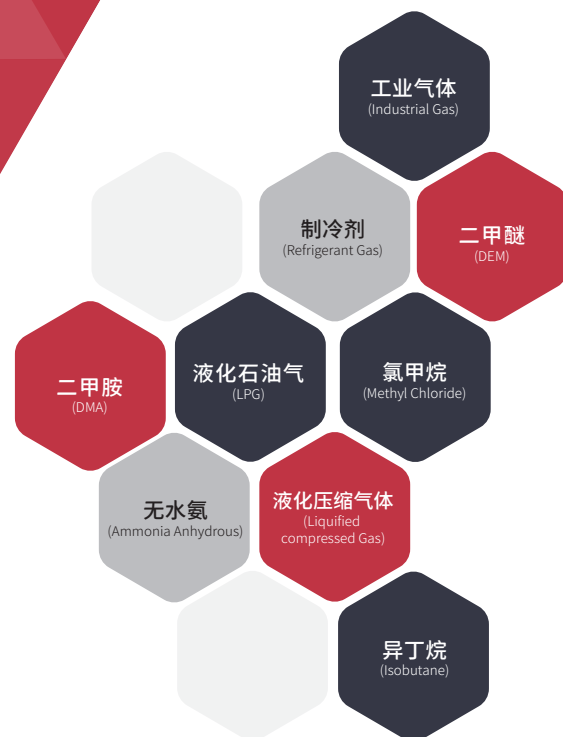 工业气体
(Industrial Gas)
制冷剂
(Refrigerant Gas)
二甲醚
(DEM)
二甲胺
(DMA)
液化石油气
(LPG)
氯甲烷
(Methyl Chloride)
无水氨
(Ammonia Anhydrous)
液化压缩气体
(Liquified
compressed Gas)
异丁烷
(Isobutane)